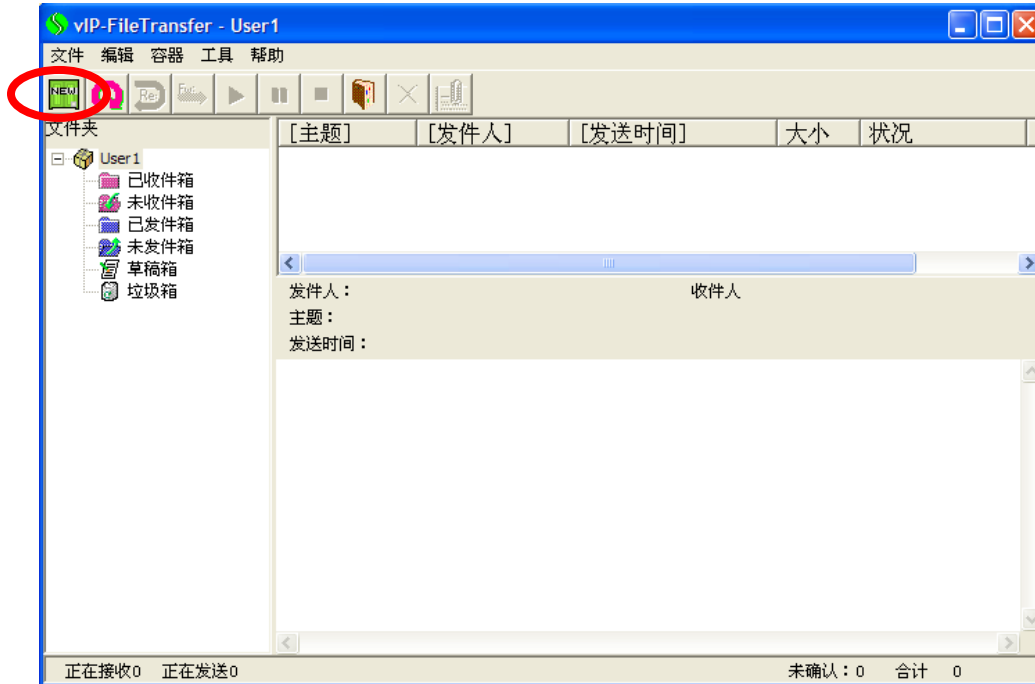 vIP-FileTransfer - User1
文件 编辑 容器 工具 帮助
NEW Re: Fwd
文件夹
[主题] [发件人] [发送时间] 大小 状况
User1
已收件箱
未收件箱
已发件箱
未发件箱
草稿箱
垃圾箱
发件人： 收件人
主题：
发送时间：
正在接收0 正在发送0 未确认：0 合计 0